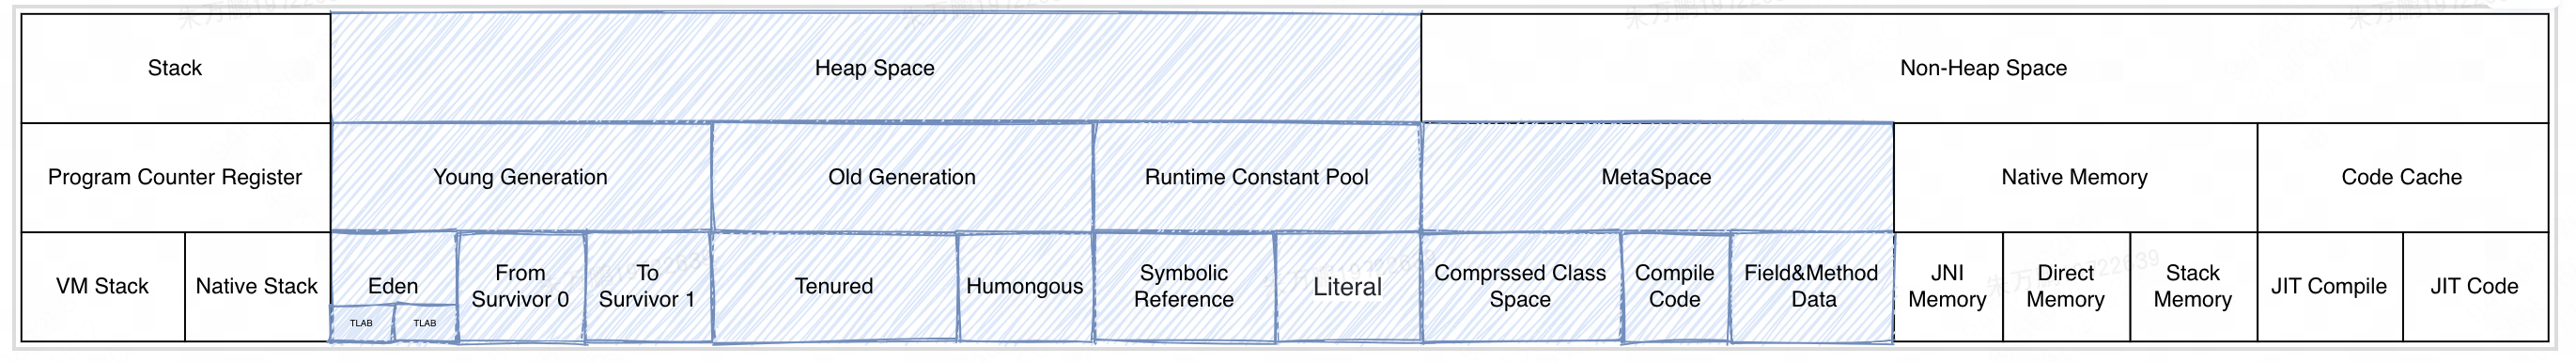 Stack
Heap Space
Non-Heap Space
Program Counter Register
Young Generation
Old Generation
Runtime Constant Pool
MetaSpace
Native Memory
Code Cache
VM Stack
Native Stack
Eden
TLAB
TLAB
From
Survivor 0
To
Survivor 1
Tenured
Humongous
Symbolic
Reference
Literal
Comprssed Class
Space
Compile
Code
Field&Method
Data
JNI
Memory
Direct
Memory
Stack
Memory
JIT Compile
JIT Code